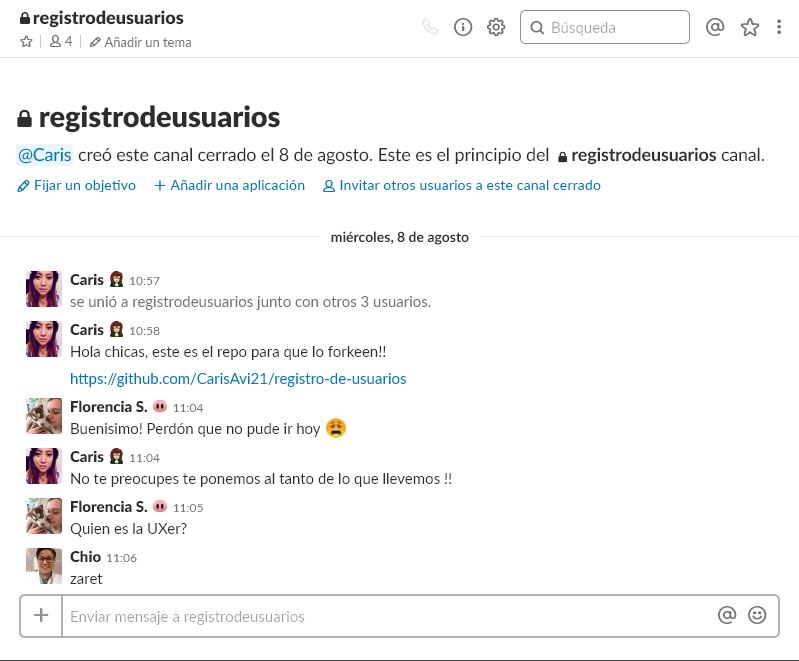 registrodeusuarios
4 Añadir un tema
Búsqueda
registrodeusuarios
@Caris creó este canal cerrado el 8 de agosto. Este es el principio del registrodeusuarios canal.
Fijar un objetivo + Añadir una aplicación Invitar otros usuarios a este canal cerrado
miércoles, 8 de agosto
Caris 10:57
se unió a registrodeusuarios junto con otros 3 usuarios.
Caris 10:58
Hola chicas, este es el repo para que lo forkeen!!
https://github.com/CarisAvi21/registro-de-usuarios
Florencia S. 11:04
Buenisimo! Perdón que no pude ir hoy 😩
Caris 11:04
No te preocupes te ponemos al tanto de lo que llevemos !!
Florencia S. 11:05
Quien es la UXer?
Chio 11:06
zaret
+ Enviar mensaje a registrodeusuarios @